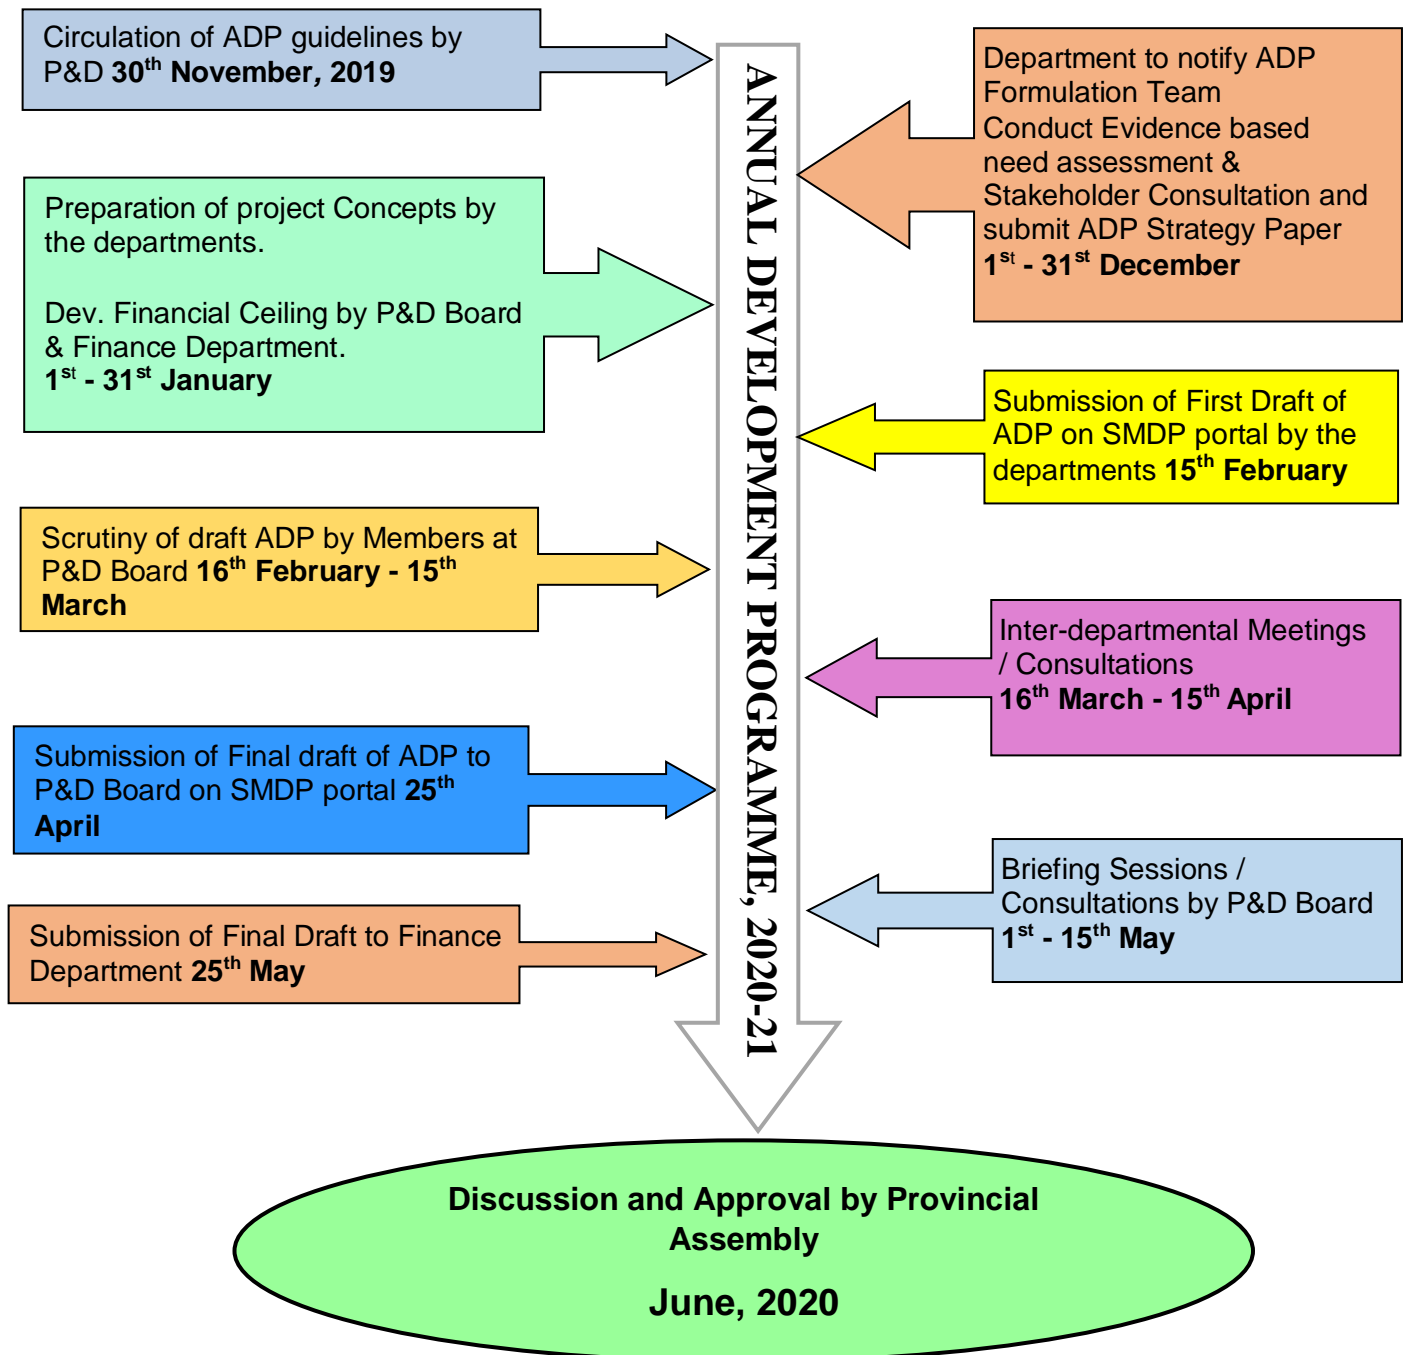 Circulation of ADP guidelines by
P&D 30th November, 2019
Department to notify ADP
Formulation Team
Conduct Evidence based
need assessment &
Stakeholder Consultation and
submit ADP Strategy Paper
1st - 31st December
Preparation of project Concepts by
the departments.
Dev. Financial Ceiling by P&D Board
& Finance Department.
1st - 31st January
Submission of First Draft of
ADP on SMDP portal by the
departments 15th February
Scrutiny of draft ADP by Members at
P&D Board 16th February - 15th
March
Inter-departmental Meetings
/ Consultations
16th March - 15th April
Submission of Final draft of ADP to
P&D Board on SMDP portal 25th
April
Briefing Sessions /
Consultations by P&D Board
1st - 15th May
Submission of Final Draft to Finance
Department 25th May
ANNUAL DEVELOPMENT PROGRAMME, 2020-21
Discussion and Approval by Provincial
Assembly
June, 2020